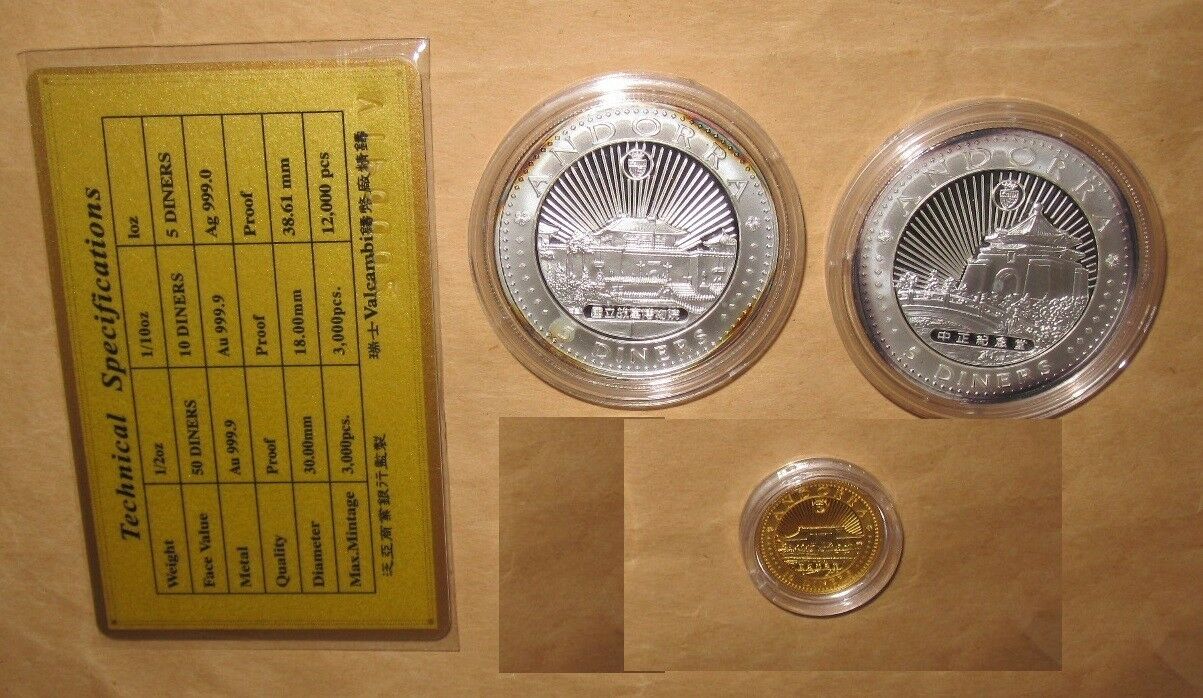 Technical Specifications
Weight 1/2oz 1/10oz 1oz
Face Value 50 DINERS 10 DINERS 5 DINERS
Metal Au 999.9 Au 999.9 Ag 999.0
Quality Proof Proof Proof
Diameter 30.00mm 18.00mm 38.61 mm
Max.Mintage 3,000pcs. 3,000pcs. 12,000 pcs
泛亞商業銀行監製 瑞士Valcambi鑄幣廠精鑄
ANDORRA
國立故宮博物院
5 DINERS
ANDORRA
中正紀念堂
5 DINERS
ANDORRA